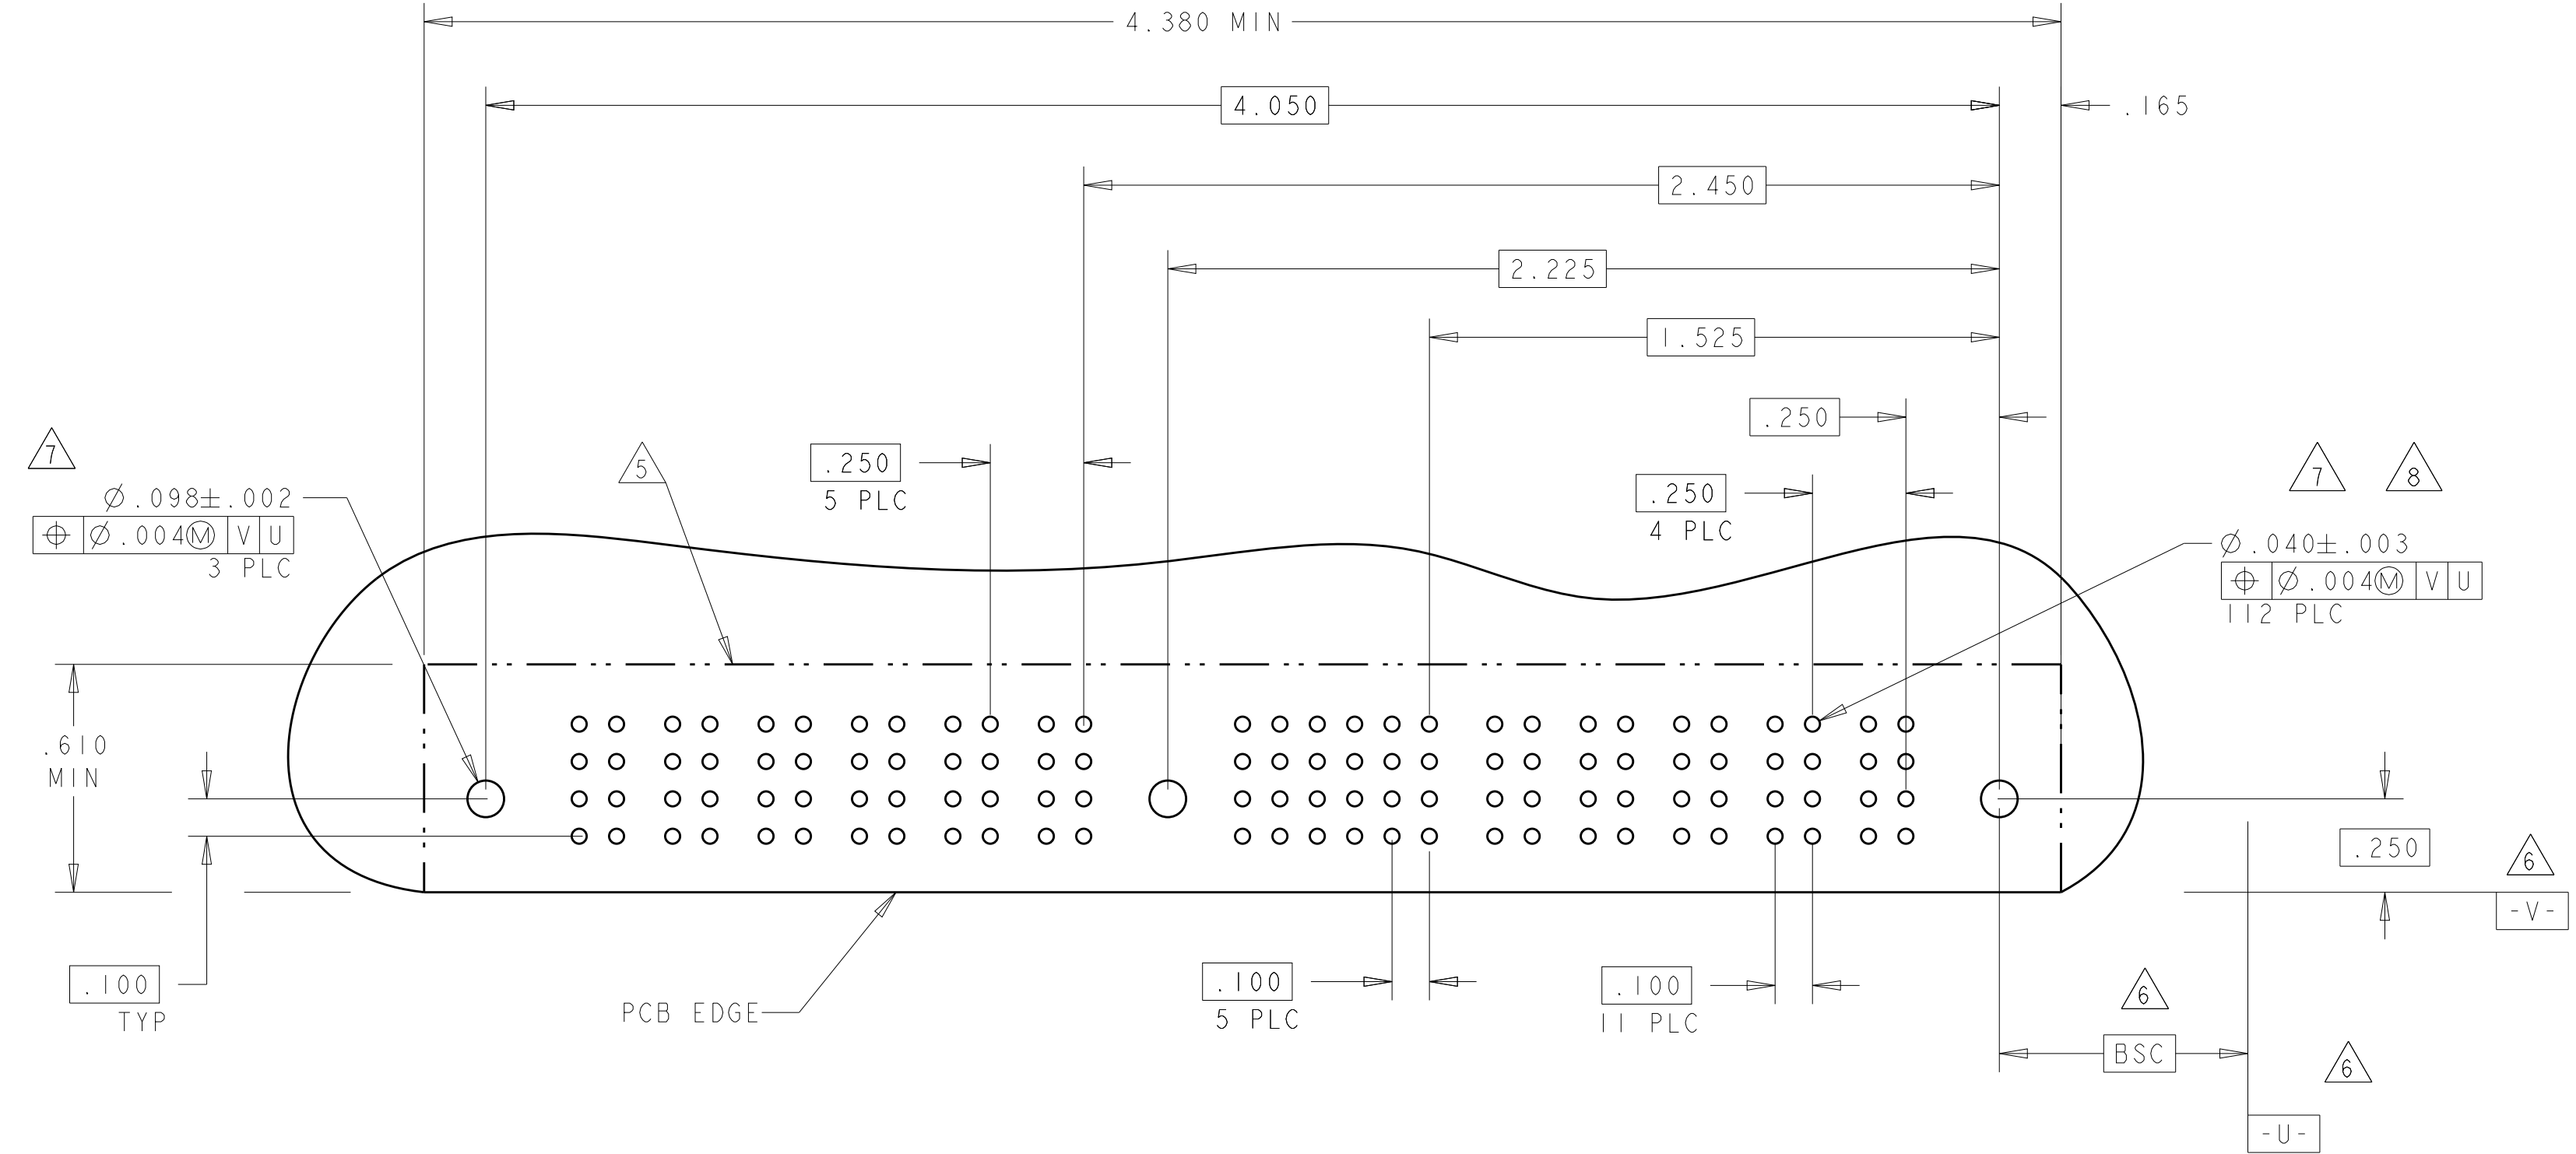 4.380 MIN
4.050
.165
2.450
2.225
1.525
.250
7
5
.250
5 PLC
.250
4 PLC
7
8
Ø.098±.002
⌖ Ø.004Ⓜ V U
3 PLC
Ø.040±.003
⌖ Ø.004Ⓜ V U
112 PLC
.610
MIN
.250
6
-V-
.100
TYP
PCB EDGE
.100
5 PLC
.100
11 PLC
6
BSC
6
-U-